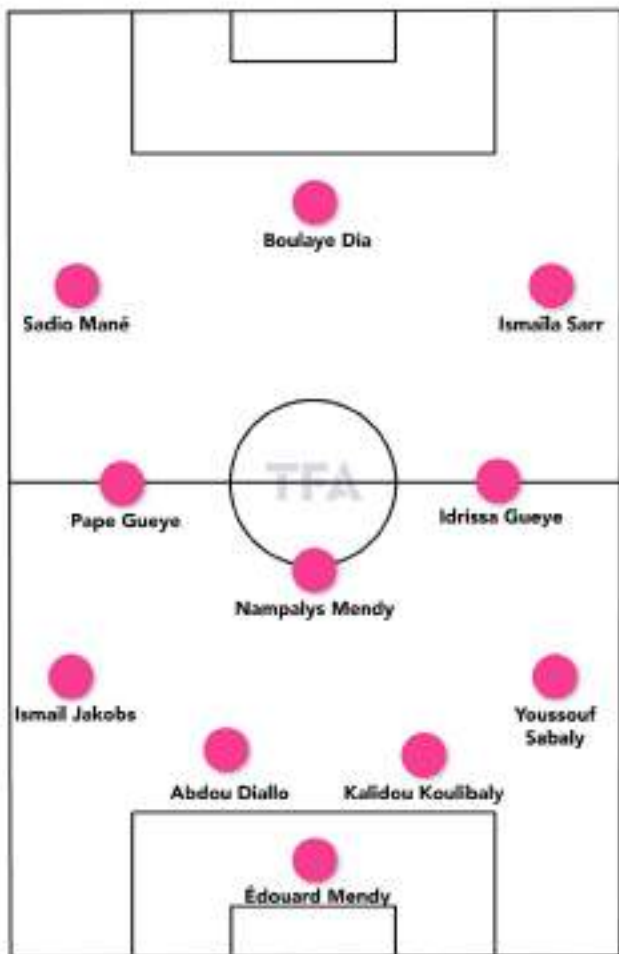 Boulaye Dia
Sadio Mané
Ismaïla Sarr
TFA
Pape Gueye
Idrissa Gueye
Nampalys Mendy
Ismail Jakobs
Youssouf
Sabaly
Abdou Diallo
Kalidou Koulibaly
Édouard Mendy